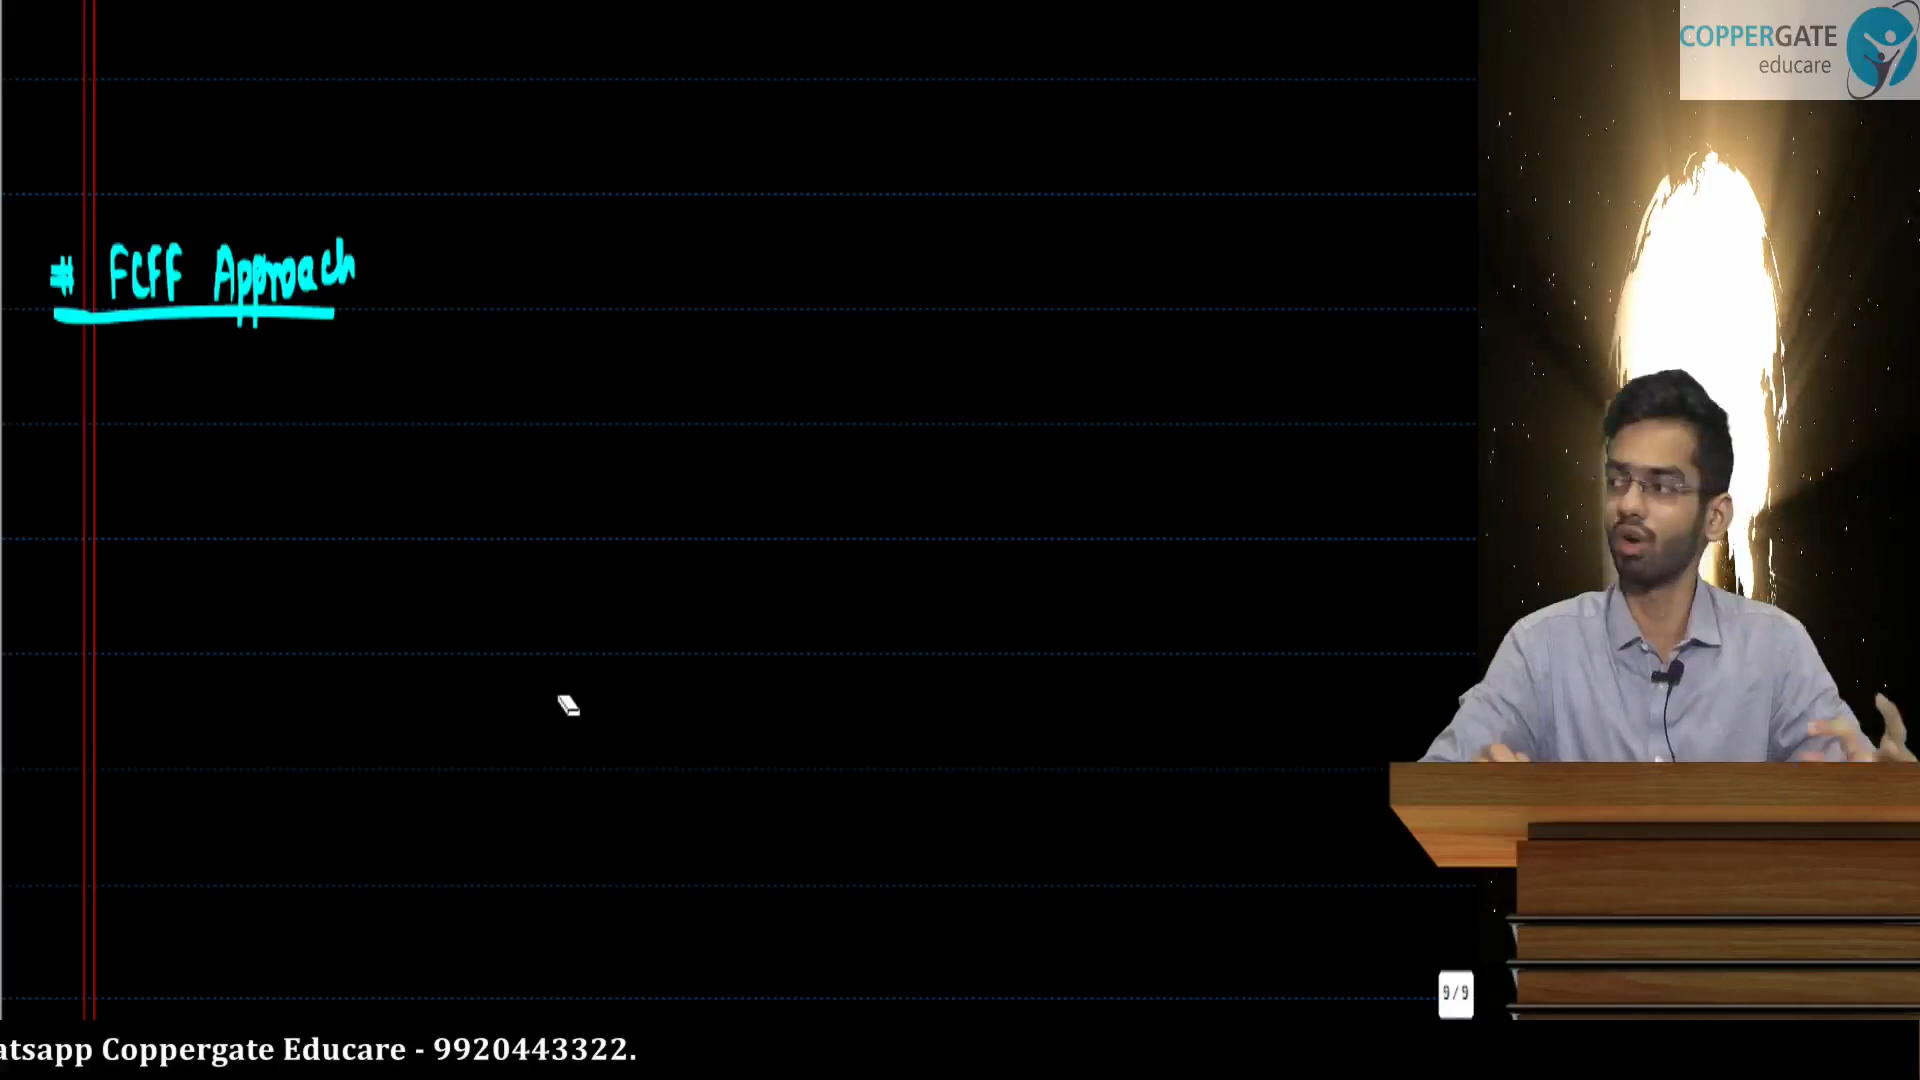 COPPERGATE
educare
# FCFF Approach
9/9
atsapp Coppergate Educare - 9920443322.